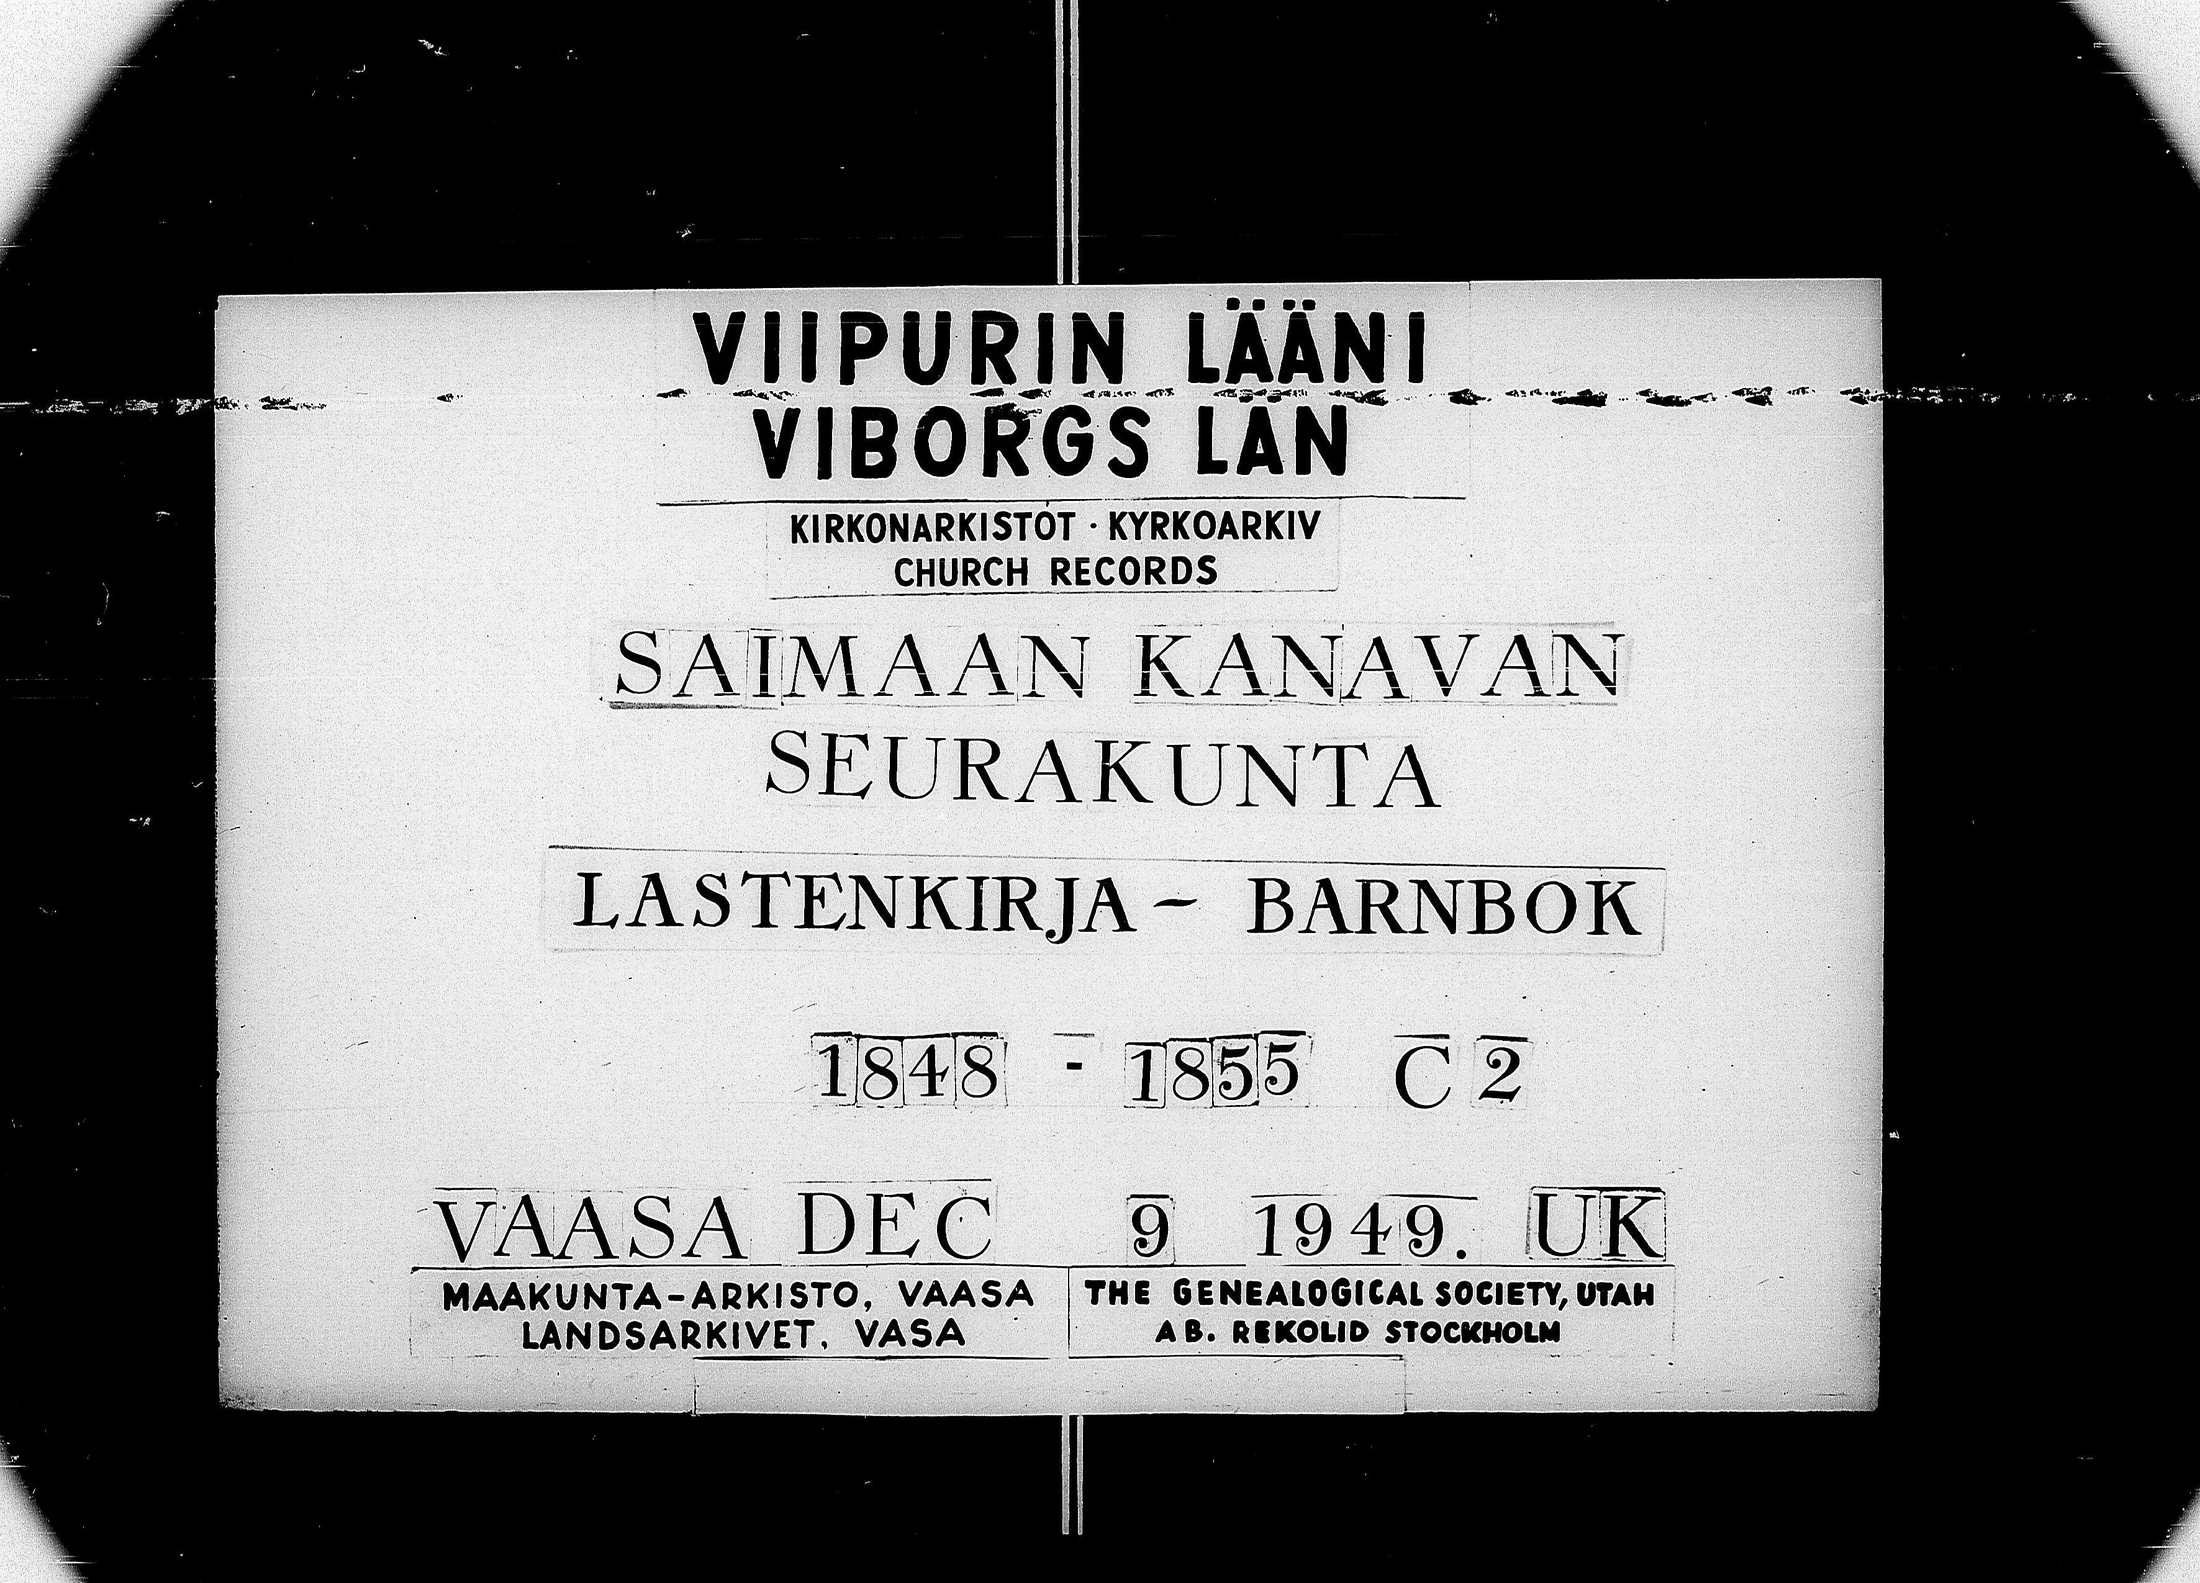 VIIPURIN LÄÄNI
VIBORGS LÄN
KIRKONARKISTOT · KYRKOARKIV
CHURCH RECORDS
SAIMAAN KANAVAN
SEURAKUNTA
LASTENKIRJA - BARNBOK
1848 - 1855 C 2
VAASA DEC 9 1949. UK
MAAKUNTA-ARKISTO, VAASA
LANDSARKIVET, VASA
THE GENEALOGICAL SOCIETY, UTAH
AB. REKOLID STOCKHOLM